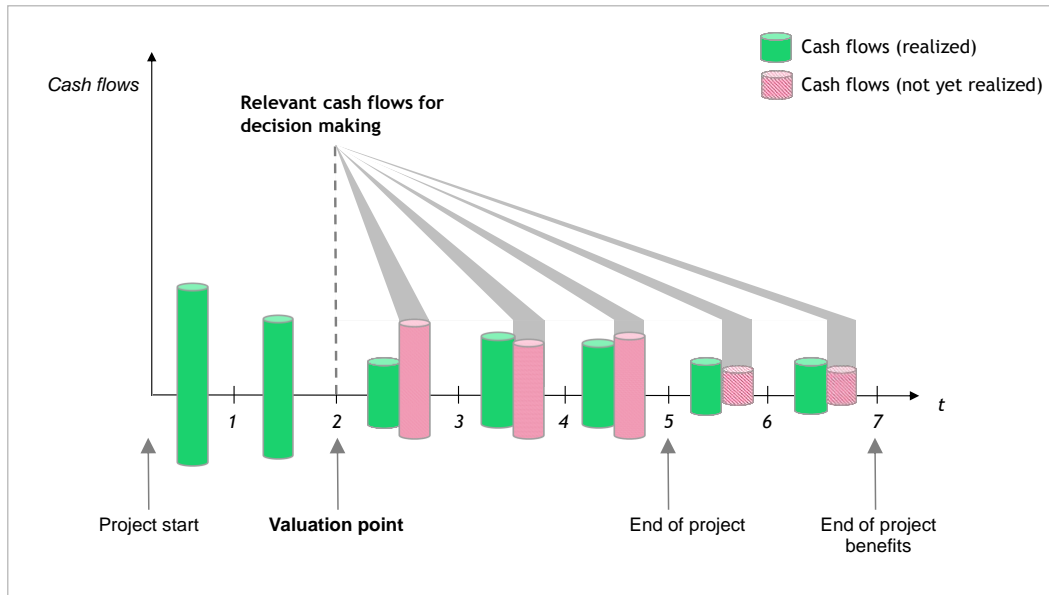 Cash flows (realized)
Cash flows
Cash flows (not yet realized)
Relevant cash flows for
decision making
t
1
2
3
4
5
6
7
Project start
Valuation point
End of project
End of project
benefits